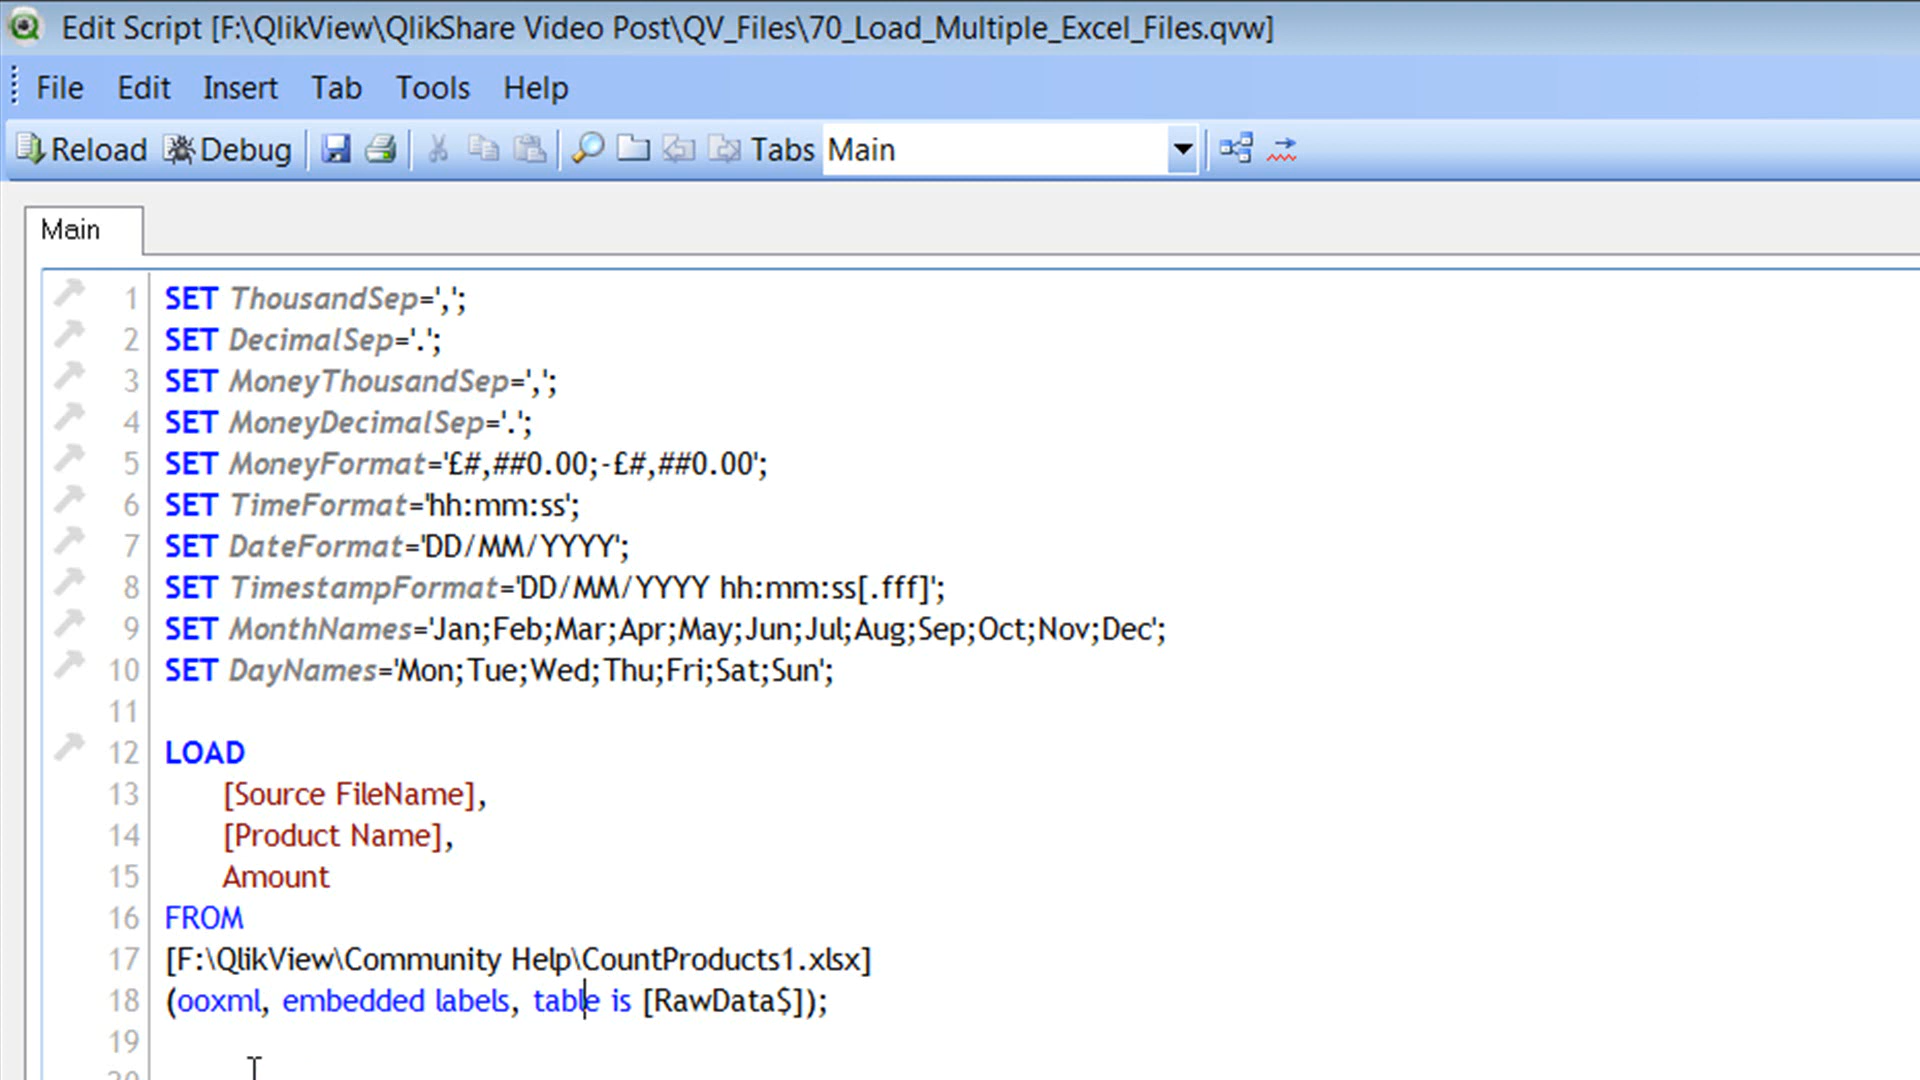 Edit Script [F:\QlikView\QlikShare Video Post\QV_Files\70_Load_Multiple_Excel_Files.qvw]
File Edit Insert Tab Tools Help
Reload Debug Tabs Main
Main
1 SET ThousandSep=',';
2 SET DecimalSep='.';
3 SET MoneyThousandSep=',';
4 SET MoneyDecimalSep='.';
5 SET MoneyFormat='£#,##0.00;-£#,##0.00';
6 SET TimeFormat='hh:mm:ss';
7 SET DateFormat='DD/MM/YYYY';
8 SET TimestampFormat='DD/MM/YYYY hh:mm:ss[.fff]';
9 SET MonthNames='Jan;Feb;Mar;Apr;May;Jun;Jul;Aug;Sep;Oct;Nov;Dec';
10 SET DayNames='Mon;Tue;Wed;Thu;Fri;Sat;Sun';
11
12 LOAD
13 [Source FileName],
14 [Product Name],
15 Amount
16 FROM
17 [F:\QlikView\Community Help\CountProducts1.xlsx]
18 (ooxml, embedded labels, table is [RawData$]);
19
20